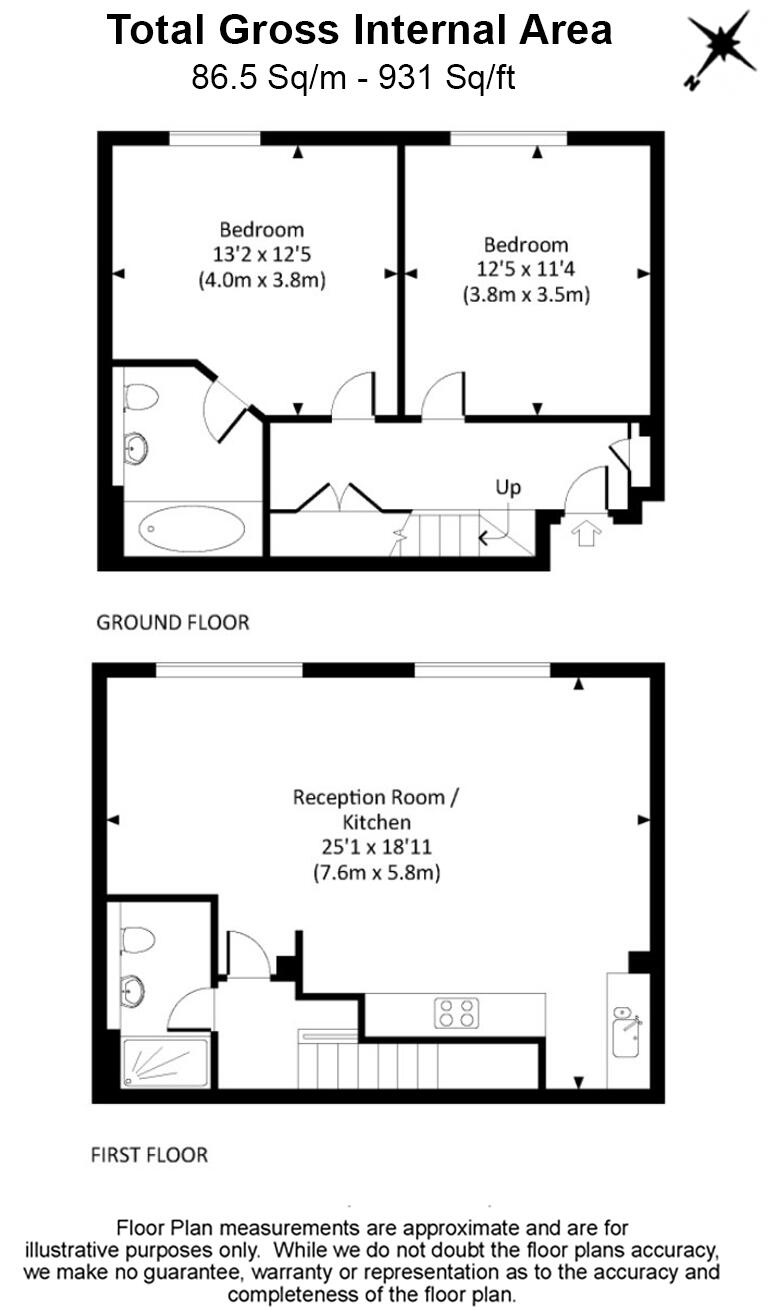 Total Gross Internal Area
86.5 Sq/m - 931 Sq/ft
N
Bedroom
13'2 x 12'5
(4.0m x 3.8m)
Bedroom
12'5 x 11'4
(3.8m x 3.5m)
Up
GROUND FLOOR
Reception Room /
Kitchen
25'1 x 18'11
(7.6m x 5.8m)
FIRST FLOOR
Floor Plan measurements are approximate and are for
illustrative purposes only. While we do not doubt the floor plans accuracy,
we make no guarantee, warranty or representation as to the accuracy and
completeness of the floor plan.